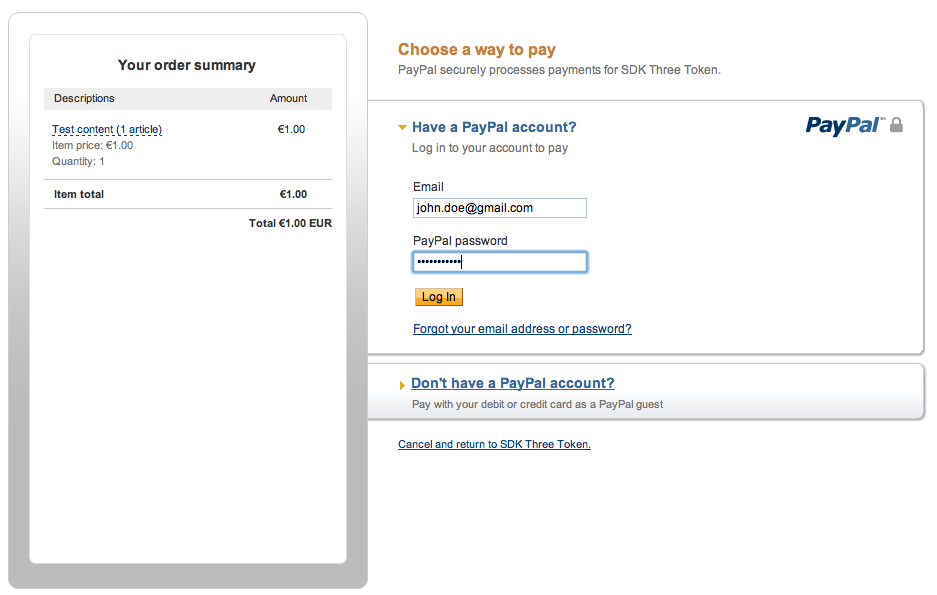 Your order summary
Descriptions Amount
Test content (1 article) €1.00
Item price: €1.00
Quantity: 1
Item total €1.00
Total €1.00 EUR
Choose a way to pay
PayPal securely processes payments for SDK Three Token.
Have a PayPal account?
PayPal
Log in to your account to pay
Email
john.doe@gmail.com
PayPal password
•••••••••••
Log In
Forgot your email address or password?
Don't have a PayPal account?
Pay with your debit or credit card as a PayPal guest
Cancel and return to SDK Three Token.